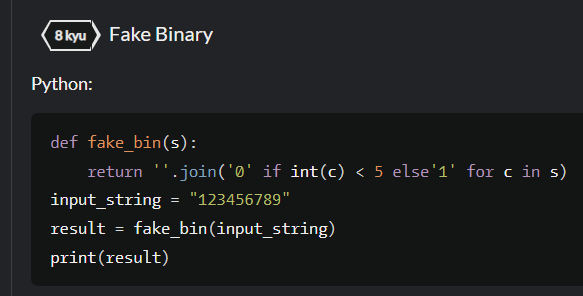 8 kyu Fake Binary
Python:
def fake_bin(s):
    return ''.join('0' if int(c) < 5 else'1' for c in s)
input_string = "123456789"
result = fake_bin(input_string)
print(result)